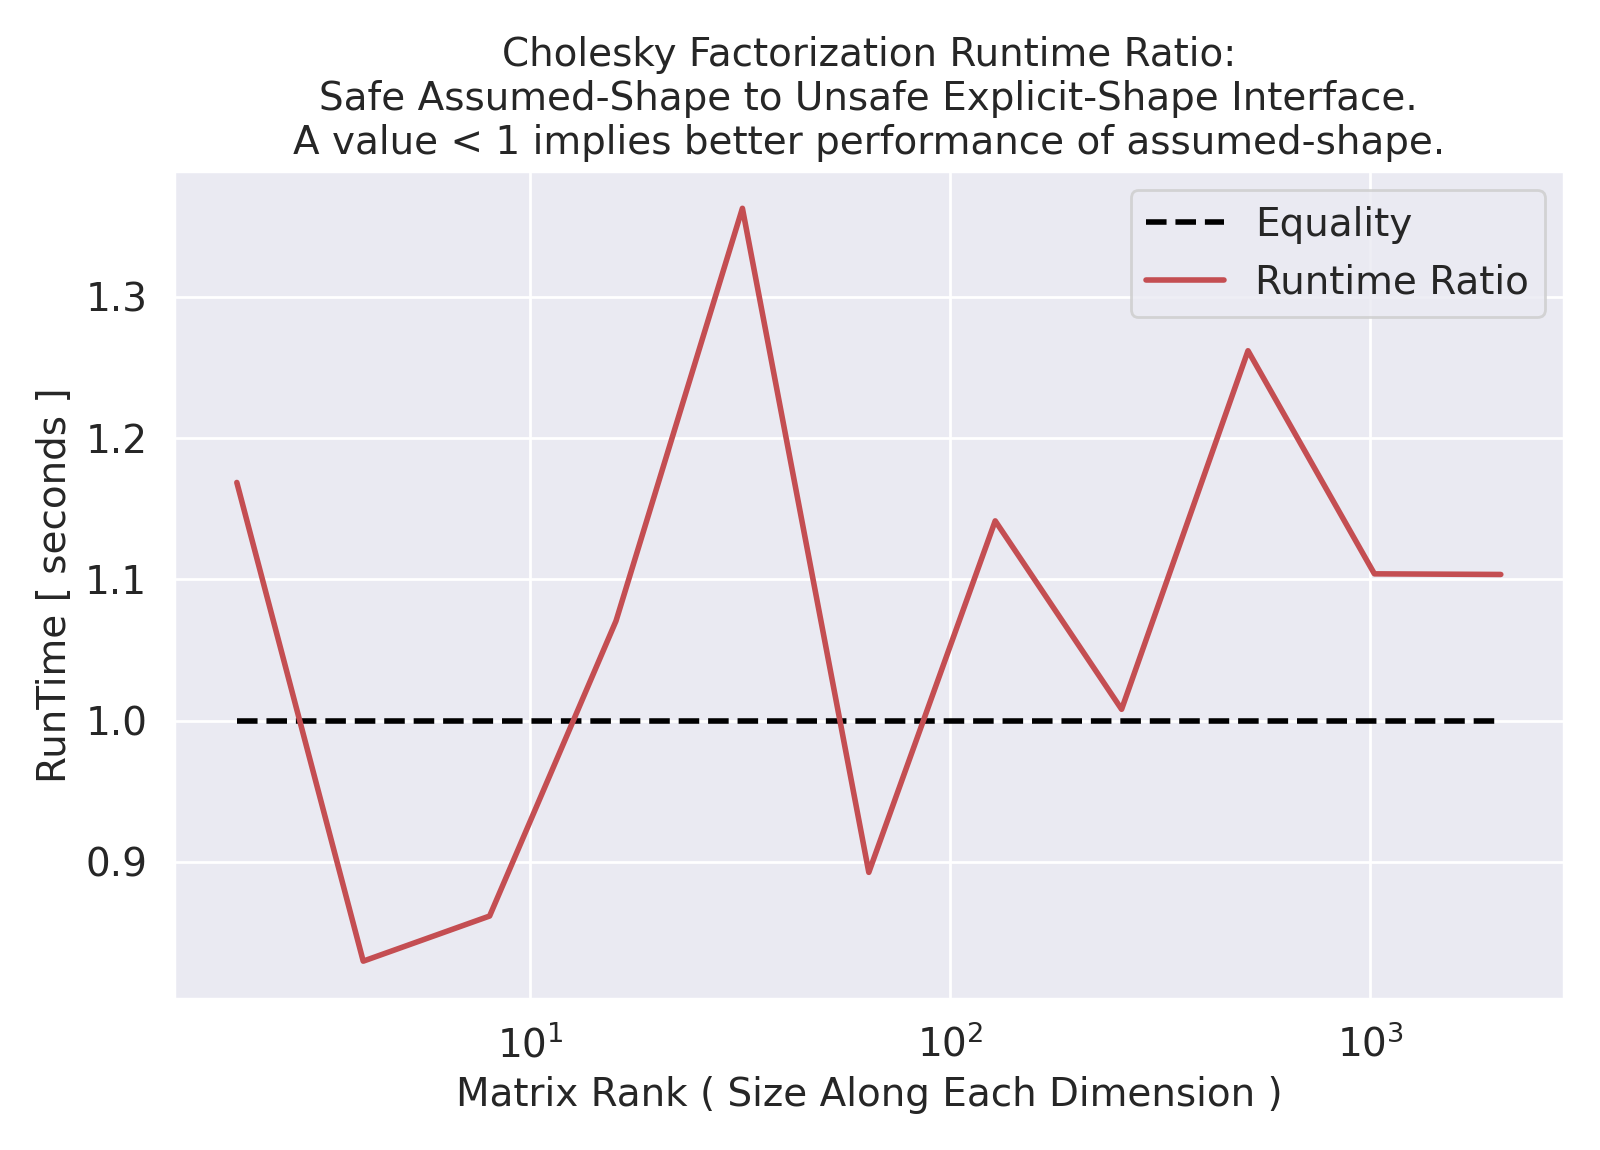 Cholesky Factorization Runtime Ratio:
Safe Assumed-Shape to Unsafe Explicit-Shape Interface.
A value < 1 implies better performance of assumed-shape.
Equality
Runtime Ratio
RunTime [ seconds ]
1.3
1.2
1.1
1.0
0.9
10¹
10²
10³
Matrix Rank ( Size Along Each Dimension )